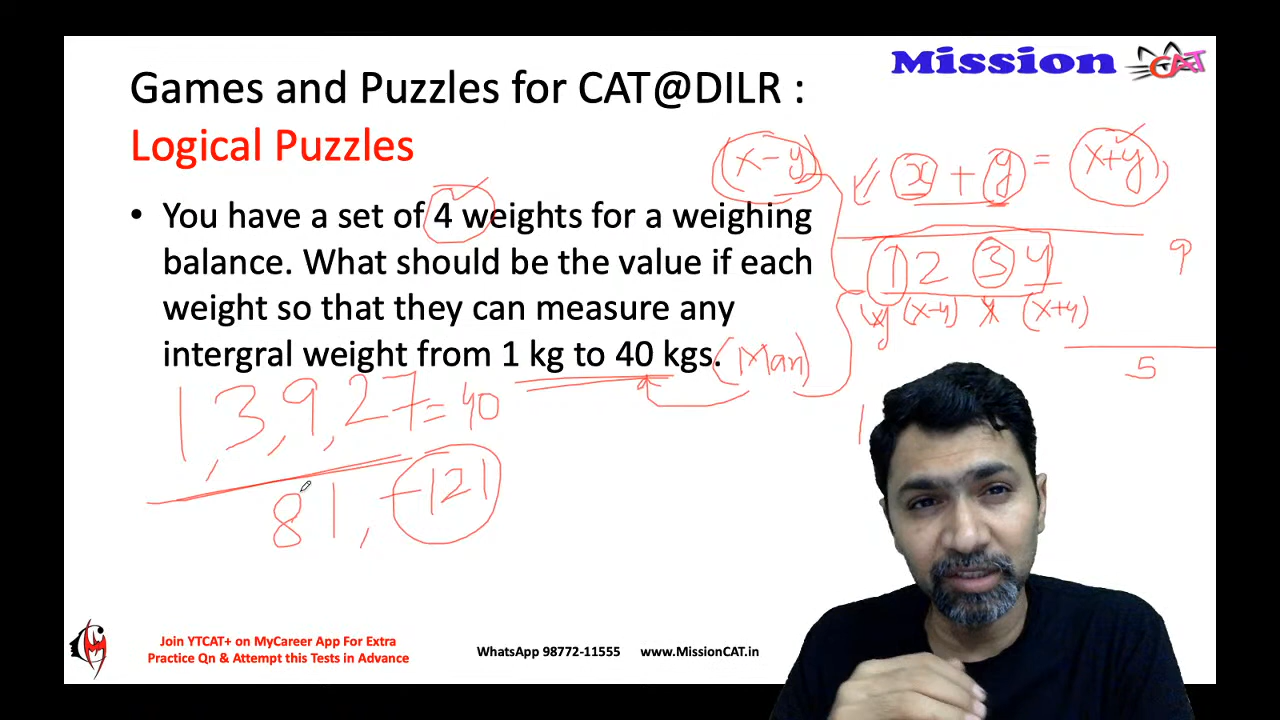 Mission CAT
Games and Puzzles for CAT@DILR :
Logical Puzzles
x-y
x + y = x+y,
• You have a set of 4 weights for a weighing
balance. What should be the value if each
weight so that they can measure any
intergral weight from 1 kg to 40 kgs.
1 2 3 4
9
(x-y) x (x+y)
(Man)
5
1, 3, 9, 27 = 40
81, 121
1
Join YTCAT+ on MyCareer App For Extra
Practice Qn & Attempt this Tests in Advance
WhatsApp 98772-11555 www.MissionCAT.in